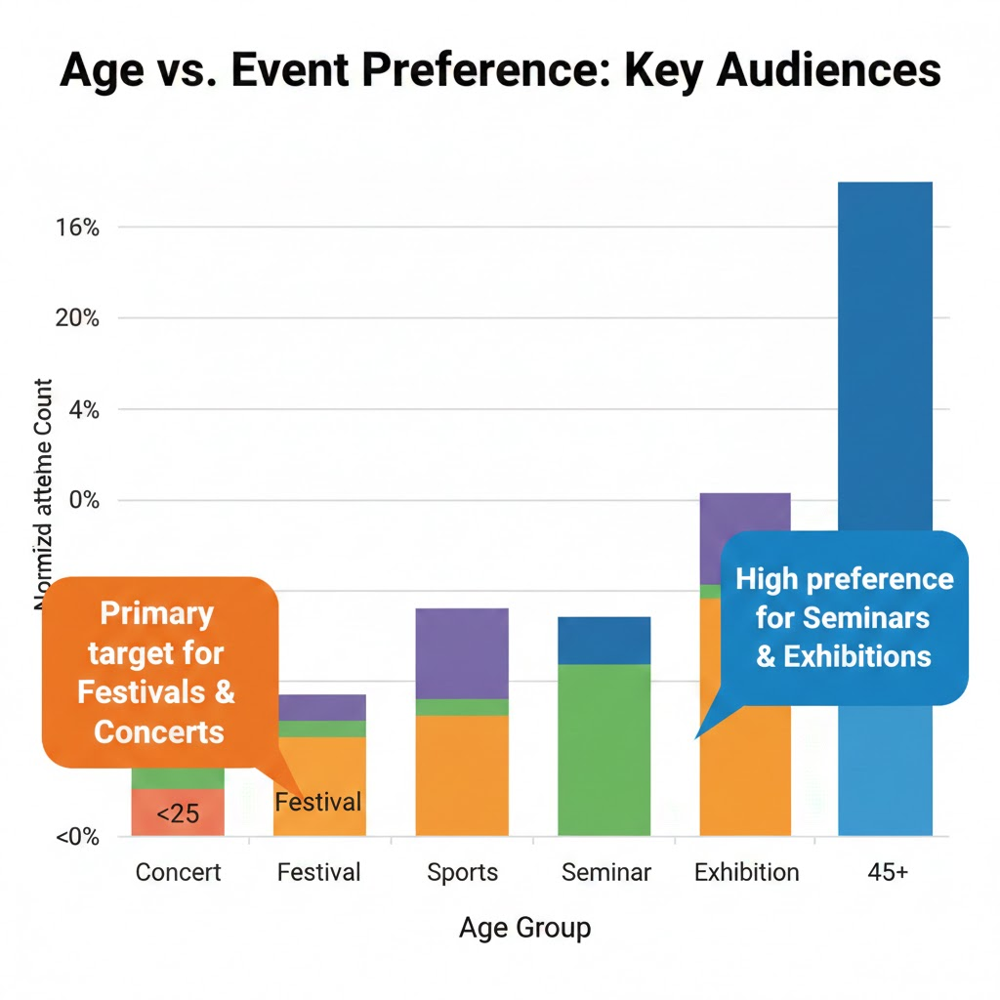 Age vs. Event Preference: Key Audiences
16%
20%
4%
0%
<0%
Normizd atteme Count
Primary
target for
Festivals &
Concerts
High preference
for Seminars
& Exhibitions
<25
Festival
Concert
Festival
Sports
Seminar
Exhibition
45+
Age Group